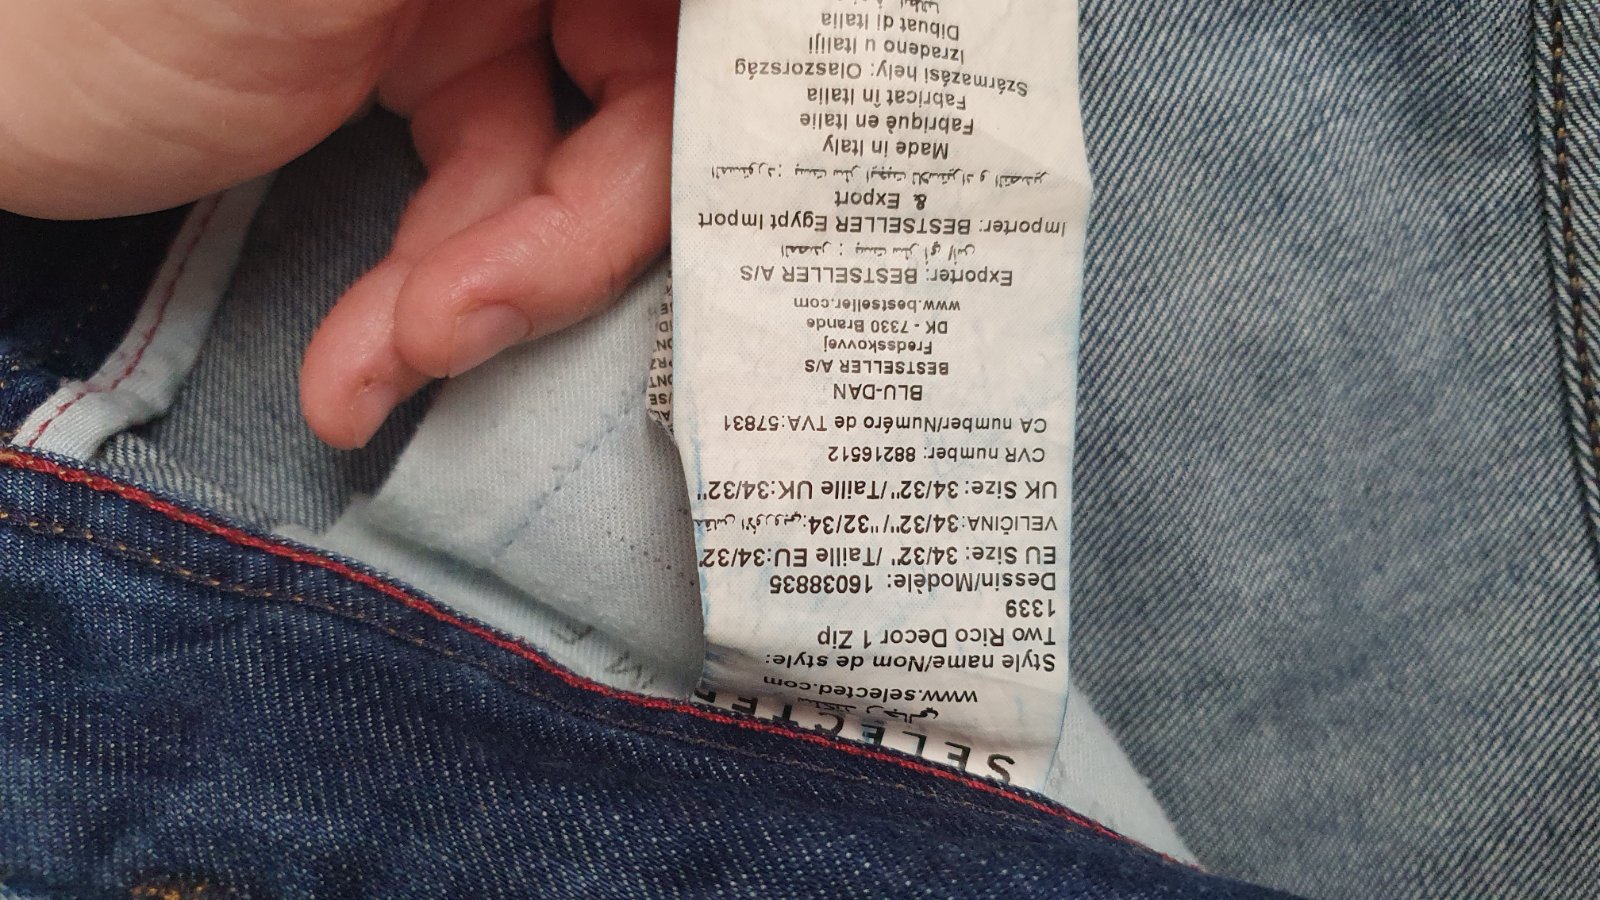 SELECTED
www.selected.com
Style name/Nom de style:
Two Rico Decor 1 Zip
1339
Dessin/Modèle: 16038835
EU Size: 34/32" /Taille EU:34/32"
VELIČINA:34/32"/"32/34:
UK Size: 34/32"/Taille UK:34/32"
CVR number: 88216512
CA number/Numéro de TVA:57831
BLU-DAN
BESTSELLER A/S
Fredsskovvej
DK - 7330 Brande
www.bestseller.com
Exporter: BESTSELLER A/S
Importer: BESTSELLER Egypt Import
& Export
Made in Italy
Fabriquè en Italie
Fabricat în Italia
Származási hely; Olaszország
Izradeno u Italiji
Dibuat di Italia